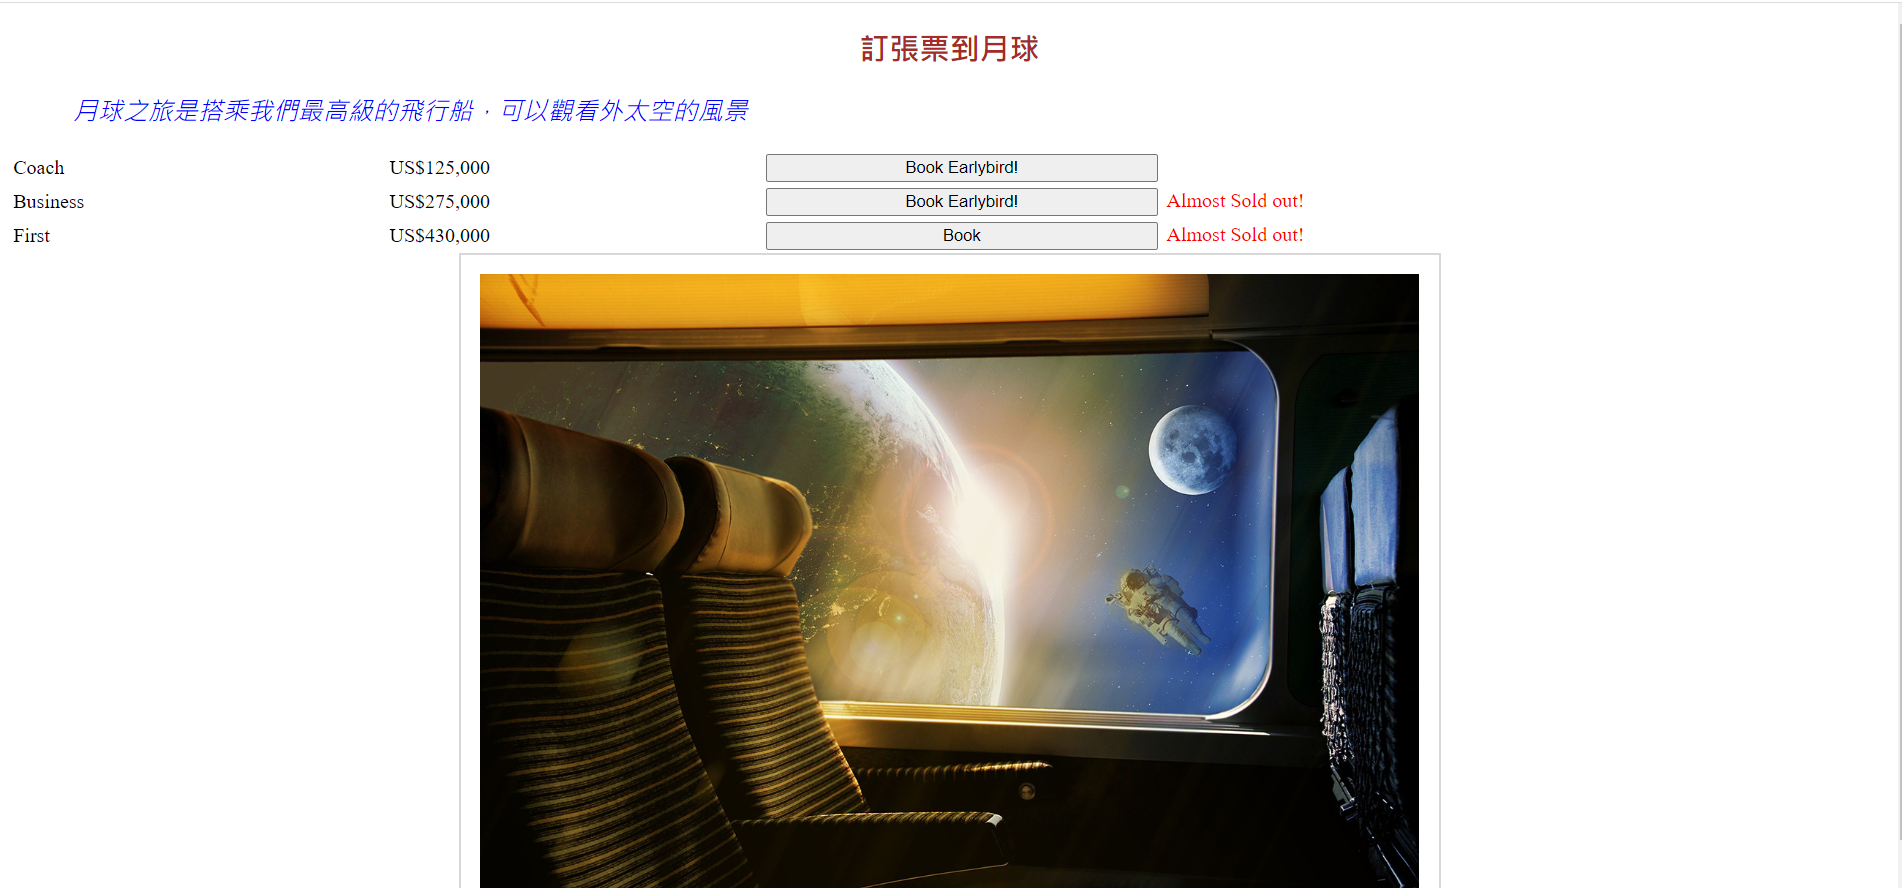 訂張票到月球
月球之旅是搭乘我們最高級的飛行船，可以觀看外太空的風景
Coach US$125,000 Book Earlybird!
Business US$275,000 Book Earlybird! Almost Sold out!
First US$430,000 Book Almost Sold out!